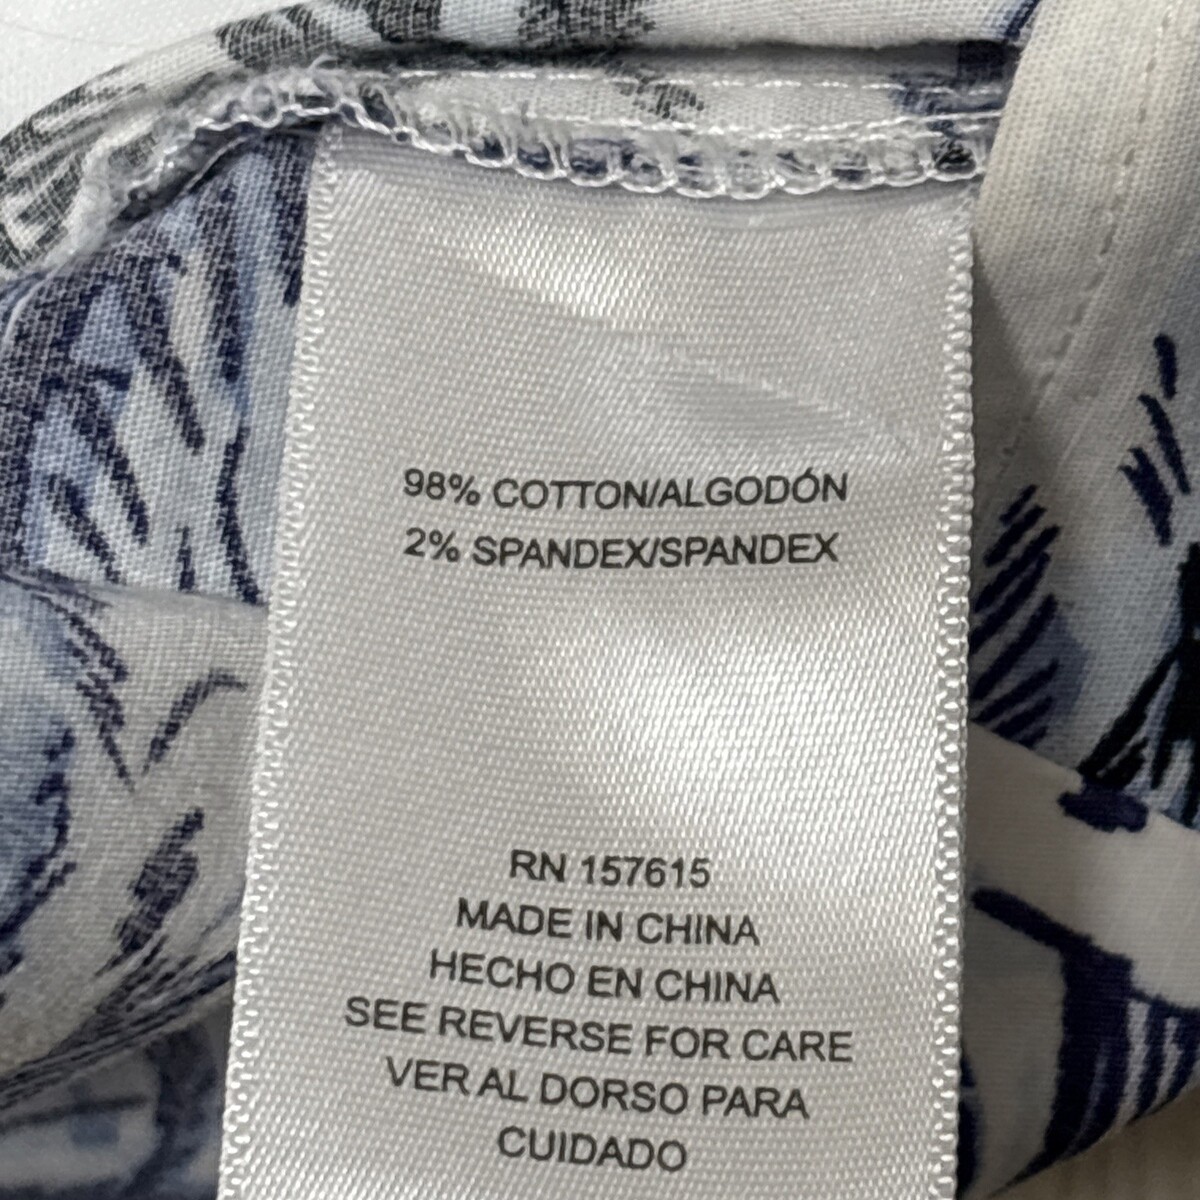 98% COTTON/ALGODÓN
2% SPANDEX/SPANDEX
RN 157615
MADE IN CHINA
HECHO EN CHINA
SEE REVERSE FOR CARE
VER AL DORSO PARA
CUIDADO